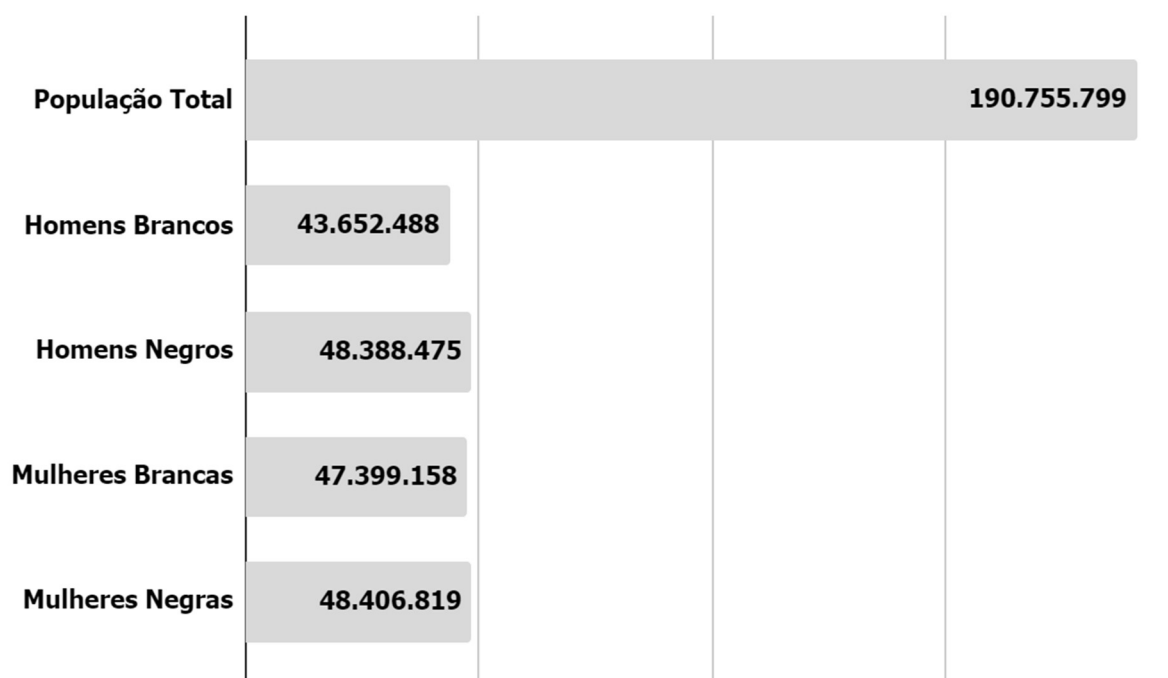 População Total
190.755.799
Homens Brancos
43.652.488
Homens Negros
48.388.475
Mulheres Brancas
47.399.158
Mulheres Negras
48.406.819